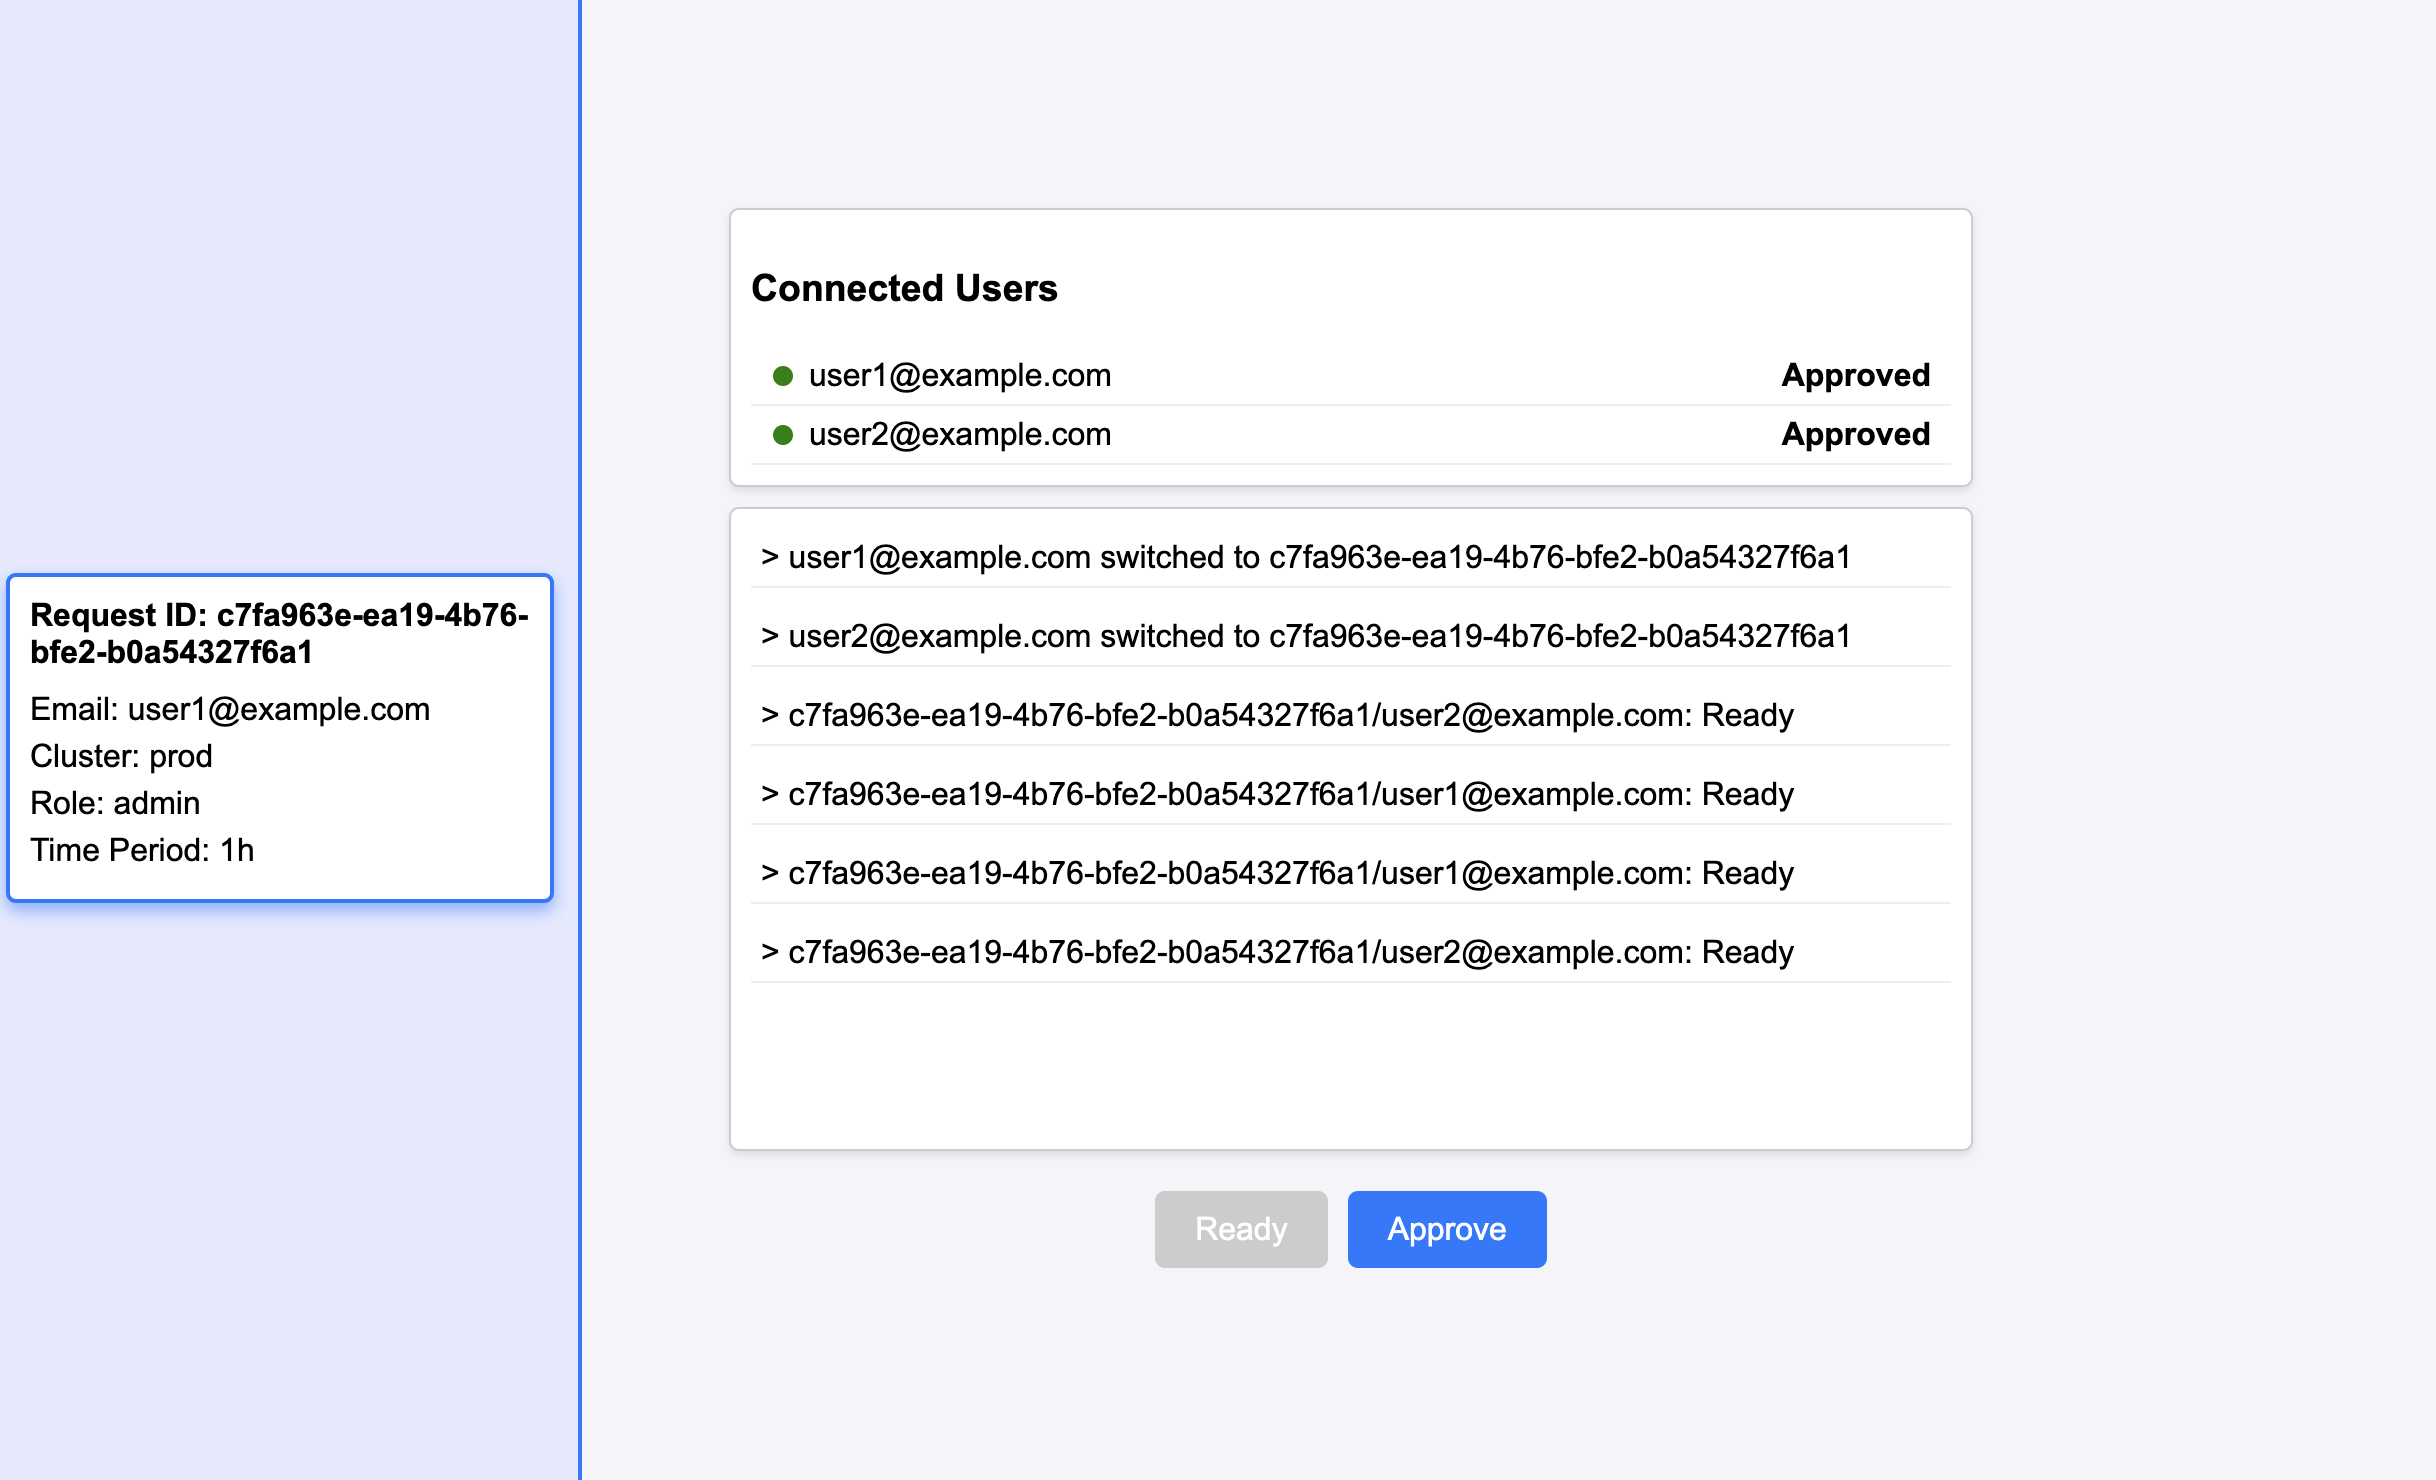 Request ID: c7fa963e-ea19-4b76-
bfe2-b0a54327f6a1
Email: user1@example.com
Cluster: prod
Role: admin
Time Period: 1h
Connected Users
user1@example.com Approved
user2@example.com Approved
> user1@example.com switched to c7fa963e-ea19-4b76-bfe2-b0a54327f6a1
> user2@example.com switched to c7fa963e-ea19-4b76-bfe2-b0a54327f6a1
> c7fa963e-ea19-4b76-bfe2-b0a54327f6a1/user2@example.com: Ready
> c7fa963e-ea19-4b76-bfe2-b0a54327f6a1/user1@example.com: Ready
> c7fa963e-ea19-4b76-bfe2-b0a54327f6a1/user1@example.com: Ready
> c7fa963e-ea19-4b76-bfe2-b0a54327f6a1/user2@example.com: Ready
Ready Approve